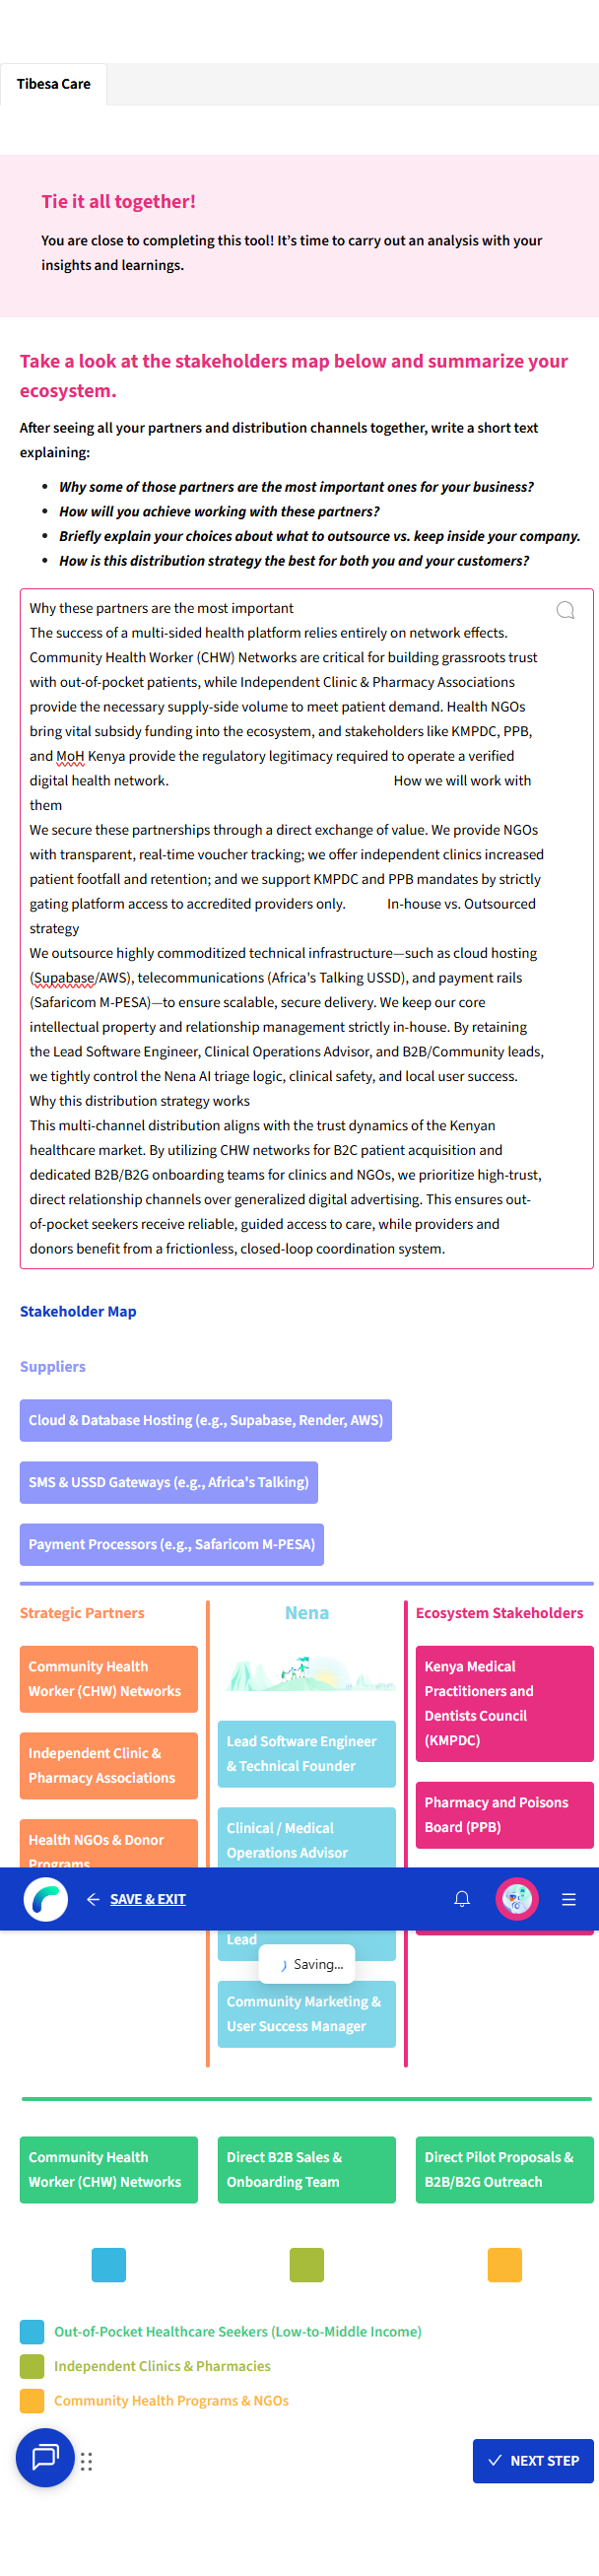 Tibesa Care
Tie it all together!
You are close to completing this tool! It's time to carry out an analysis with your
insights and learnings.
Take a look at the stakeholders map below and summarize your
ecosystem.
After seeing all your partners and distribution channels together, write a short text
explaining:
• Why some of those partners are the most important ones for your business?
• How will you achieve working with these partners?
• Briefly explain your choices about what to outsource vs. keep inside your company.
• How is this distribution strategy the best for both you and your customers?
Why these partners are the most important
The success of a multi-sided health platform relies entirely on network effects.
Community Health Worker (CHW) Networks are critical for building grassroots trust
with out-of-pocket patients, while Independent Clinic & Pharmacy Associations
provide the necessary supply-side volume to meet patient demand. Health NGOs
bring vital subsidy funding into the ecosystem, and stakeholders like KMPDC, PPB,
and MoH Kenya provide the regulatory legitimacy required to operate a verified
digital health network. How we will work with
them
We secure these partnerships through a direct exchange of value. We provide NGOs
with transparent, real-time voucher tracking; we offer independent clinics increased
patient footfall and retention; and we support KMPDC and PPB mandates by strictly
gating platform access to accredited providers only. In-house vs. Outsourced
strategy
We outsource highly commoditized technical infrastructure—such as cloud hosting
(Supabase/AWS), telecommunications (Africa's Talking USSD), and payment rails
(Safaricom M-PESA)—to ensure scalable, secure delivery. We keep our core
intellectual property and relationship management strictly in-house. By retaining
the Lead Software Engineer, Clinical Operations Advisor, and B2B/Community leads,
we tightly control the Nena AI triage logic, clinical safety, and local user success.
Why this distribution strategy works
This multi-channel distribution aligns with the trust dynamics of the Kenyan
healthcare market. By utilizing CHW networks for B2C patient acquisition and
dedicated B2B/B2G onboarding teams for clinics and NGOs, we prioritize high-trust,
direct relationship channels over generalized digital advertising. This ensures out-
of-pocket seekers receive reliable, guided access to care, while providers and
donors benefit from a frictionless, closed-loop coordination system.
Stakeholder Map
Suppliers
Cloud & Database Hosting (e.g., Supabase, Render, AWS)
SMS & USSD Gateways (e.g., Africa's Talking)
Payment Processors (e.g., Safaricom M-PESA)
Strategic Partners
Community Health
Worker (CHW) Networks
Independent Clinic &
Pharmacy Associations
Health NGOs & Donor
Programs
Nena
Lead Software Engineer
& Technical Founder
Clinical / Medical
Operations Advisor
Ecosystem Stakeholders
Kenya Medical
Practitioners and
Dentists Council
(KMPDC)
Pharmacy and Poisons
Board (PPB)
SAVE & EXIT
Lead
Saving...
Community Marketing &
User Success Manager
Community Health
Worker (CHW) Networks
Direct B2B Sales &
Onboarding Team
Direct Pilot Proposals &
B2B/B2G Outreach
Out-of-Pocket Healthcare Seekers (Low-to-Middle Income)
Independent Clinics & Pharmacies
Community Health Programs & NGOs
NEXT STEP